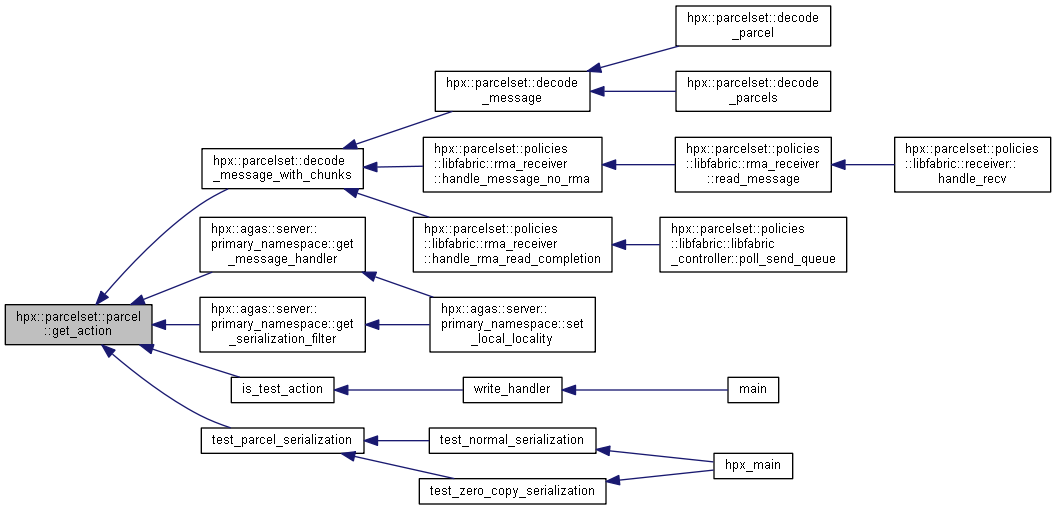 hpx::parcelset::decode
_parcel
hpx::parcelset::decode
_message
hpx::parcelset::decode
_parcels
hpx::parcelset::decode
_message_with_chunks
hpx::parcelset::policies
::libfabric::rma_receiver
::handle_message_no_rma
hpx::parcelset::policies
::libfabric::rma_receiver
::read_message
hpx::parcelset::policies
::libfabric::receiver::
handle_recv
hpx::agas::server::
primary_namespace::get
_message_handler
hpx::parcelset::policies
::libfabric::rma_receiver
::handle_rma_read_completion
hpx::parcelset::policies
::libfabric::libfabric
_controller::poll_send_queue
hpx::parcelset::parcel
::get_action
hpx::agas::server::
primary_namespace::get
_serialization_filter
hpx::agas::server::
primary_namespace::set
_local_locality
is_test_action
write_handler
main
test_parcel_serialization
test_normal_serialization
hpx_main
test_zero_copy_serialization